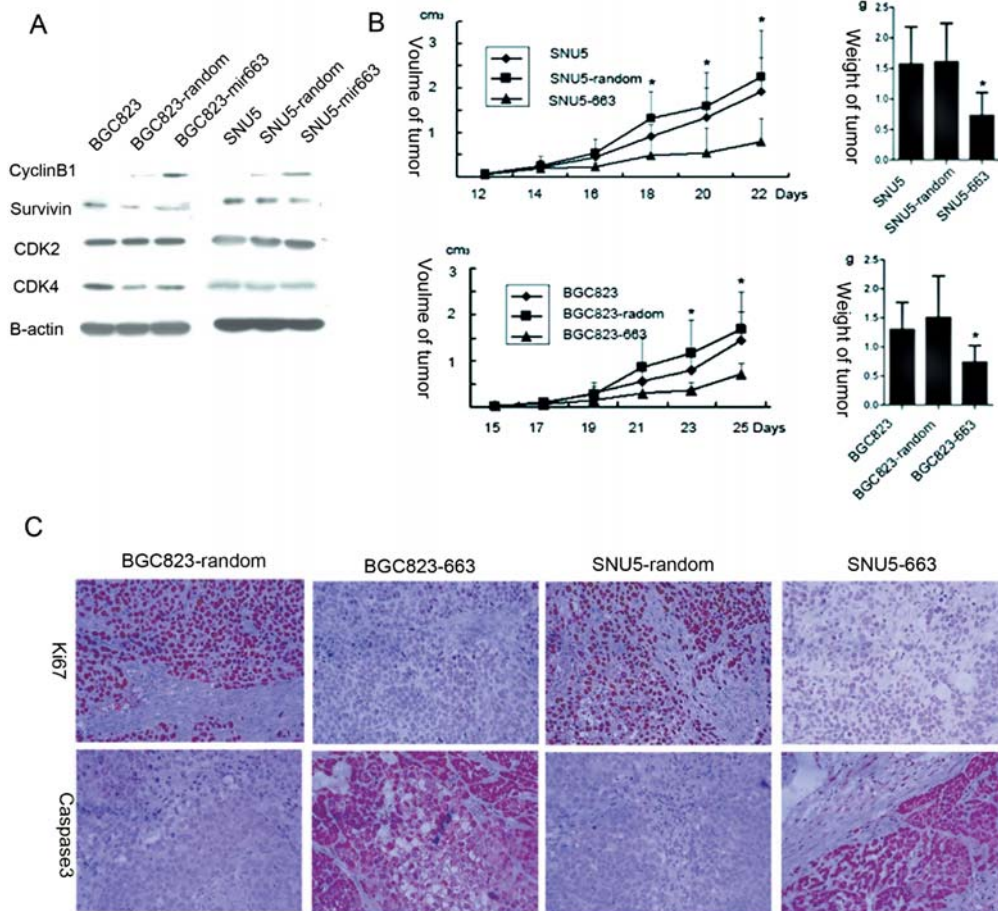 A
BGC823
BGC823-random
BGC823-mir663
SNU5
SNU5-random
SNU5-mir663
CyclinB1
Survivin
CDK2
CDK4
B-actin
B
cm3
Voulme of tumor
3
2
1
SNU5
SNU5-random
SNU5-663
*
*
*
12 14 16 18 20 22 Days
g
Weight of tumor
2.5
2.0
1.5
1.0
0.5
0.0
*
SNU5
SNU5-random
SNU5-663
cm3
Voulme of tumor
3
2
1
BGC823
BGC823-radom
BGC823-663
*
*
15 17 19 21 23 25 Days
g
Weight of tumor
2.5
2.0
1.5
1.0
0.5
0.0
*
BGC823
BGC823-random
BGC823-663
C
BGC823-random BGC823-663 SNU5-random SNU5-663
Ki67
Caspase3